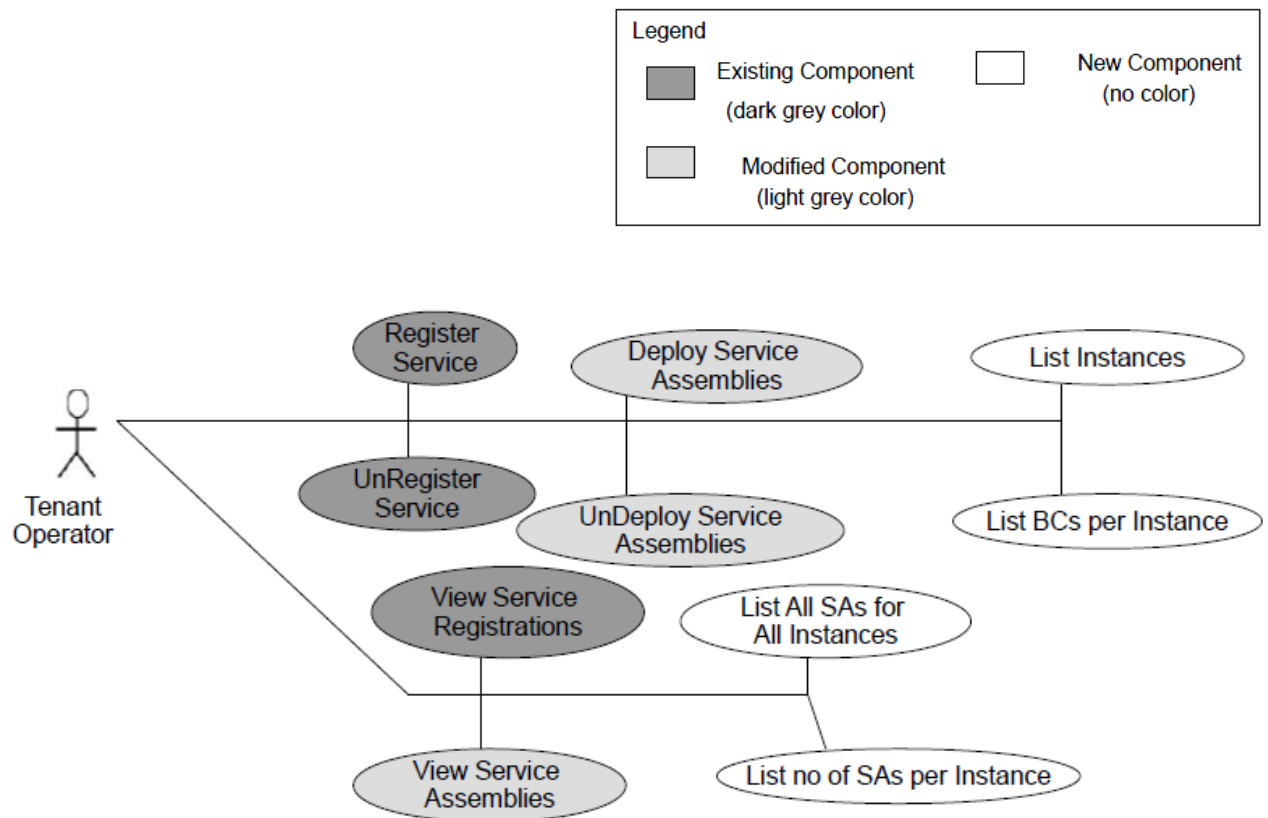 Legend
Existing Component
(dark grey color)
New Component
(no color)
Modified Component
(light grey color)
Register
Service
Deploy Service
Assemblies
List Instances
Tenant
Operator
UnRegister
Service
UnDeploy Service
Assemblies
List BCs per Instance
View Service
Registrations
List All SAs for
All Instances
View Service
Assemblies
List no of SAs per Instance